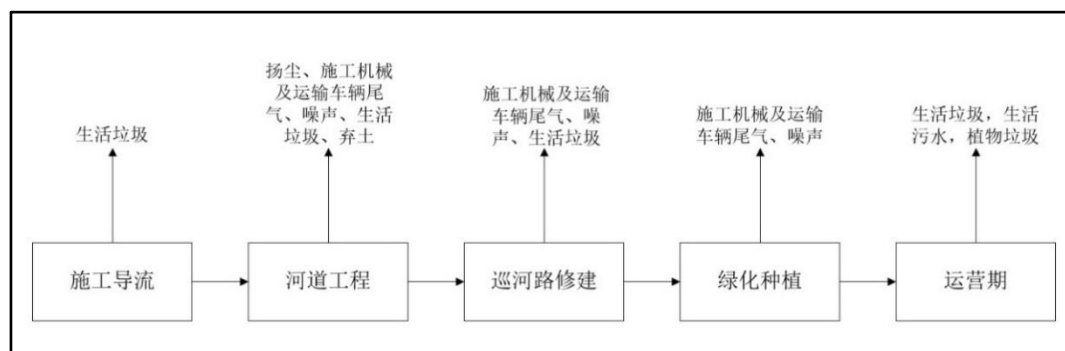 扬尘、施工机械
及运输车辆尾
气、噪声、生活
垃圾、弃土
施工机械及运输
车辆尾气、噪
声、生活垃圾
施工机械及运输
车辆尾气、噪声
生活垃圾，生活
污水，植物垃圾
生活垃圾
施工导流
河道工程
巡河路修建
绿化种植
运营期